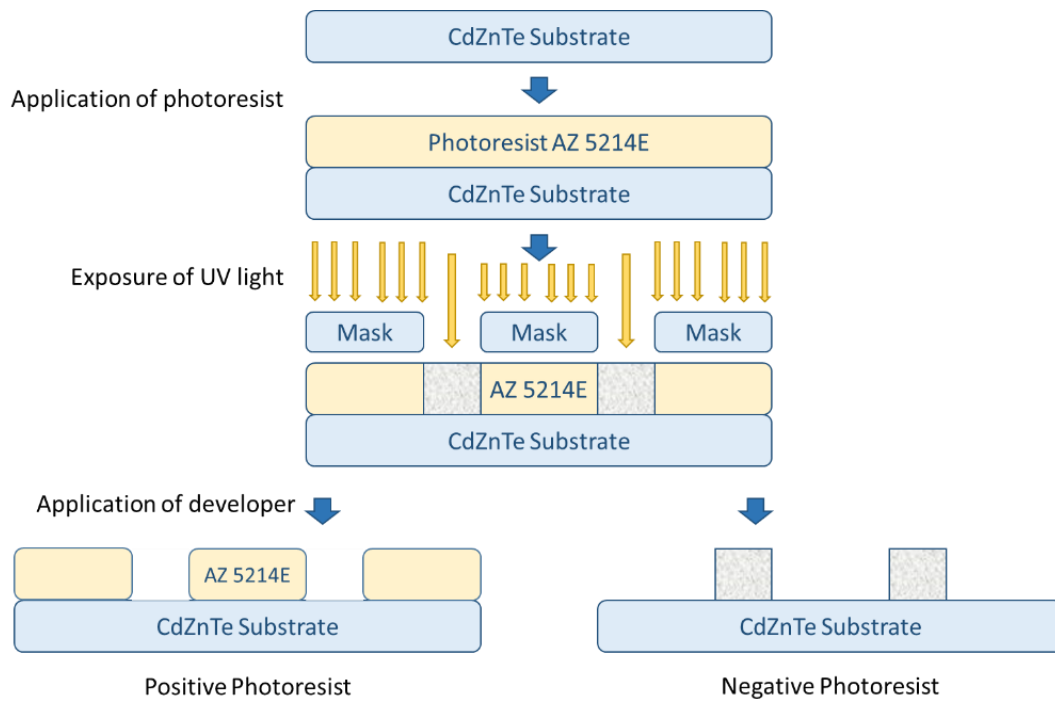 CdZnTe Substrate
Application of photoresist
Photoresist AZ 5214E
CdZnTe Substrate
Exposure of UV light
Mask
Mask
Mask
AZ 5214E
CdZnTe Substrate
Application of developer
AZ 5214E
CdZnTe Substrate
CdZnTe Substrate
Positive Photoresist
Negative Photoresist